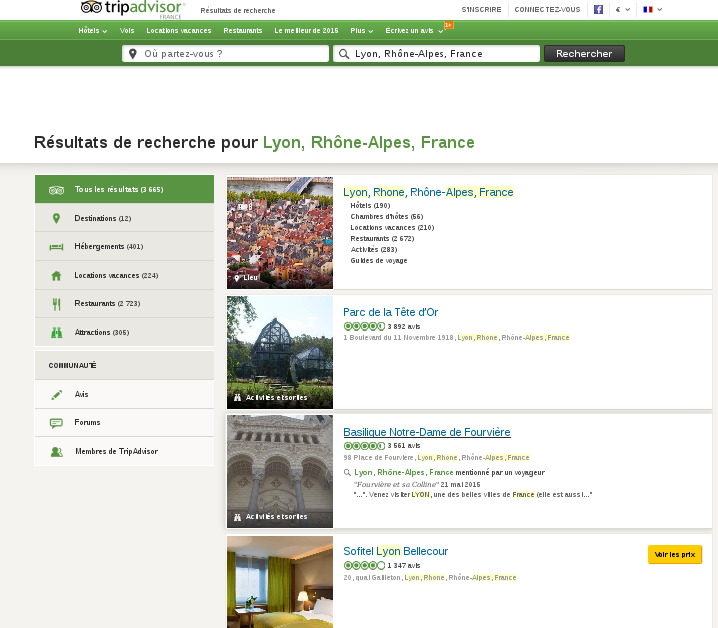 tripadvisor
FRANCE
Résultats de recherche
S'INSCRIRE
CONNECTEZ-VOUS
€
Hôtels
Vols
Locations vacances
Restaurants
Le meilleur de 2015
Plus
Écrivez un avis
Où partez-vous ?
Lyon, Rhône-Alpes, France
Rechercher
Résultats de recherche pour Lyon, Rhône-Alpes, France
Tous les résultats (3 665)
Destinations (12)
Hébergements (401)
Locations vacances (224)
Restaurants (2 723)
Attractions (305)
COMMUNAUTÉ
Avis
Forums
Membres de TripAdvisor
Lieu
Lyon, Rhone, Rhône-Alpes, France
Hôtels (190)
Chambres d'hôtes (56)
Locations vacances (210)
Restaurants (2 672)
Activités (283)
Guides de voyage
Activités et sorties
Parc de la Tête d'Or
3 892 avis
1 Boulevard du 11 Novembre 1918, Lyon, Rhone, Rhône-Alpes, France
Activités et sorties
Basilique Notre-Dame de Fourvière
3 561 avis
98 Place de Fourviere, Lyon, Rhone, Rhône-Alpes, France
Lyon, Rhône-Alpes, France mentionné par un voyageur
"Fourvière et sa Colline" 21 mai 2015
"...". Venez visiter LYON, une des belles villes de France (elle est aussi l..."
Sofitel Lyon Bellecour
1 347 avis
20, quai Gailleton, Lyon, Rhone, Rhône-Alpes, France
Voir les prix